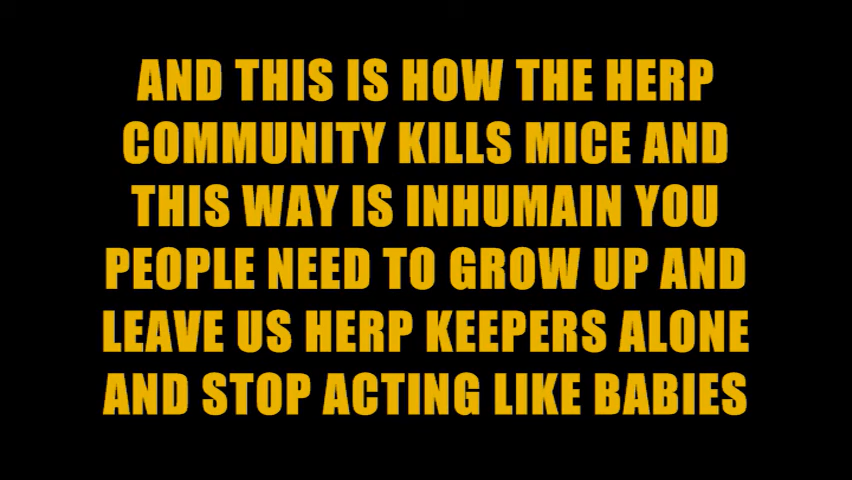 AND THIS IS HOW THE HERP
COMMUNITY KILLS MICE AND
THIS WAY IS INHUMAIN YOU
PEOPLE NEED TO GROW UP AND
LEAVE US HERP KEEPERS ALONE
AND STOP ACTING LIKE BABIES